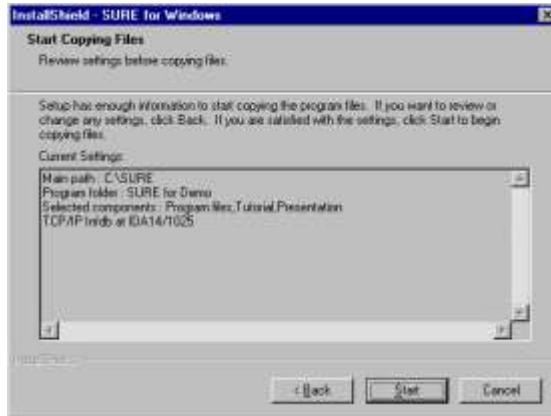 InstallShield - SURE for Windows
Start Copying Files
Review settings before copying files.
Setup has enough information to start copying the program files. If you want to review or
change any settings, click Back. If you are satisfied with the settings, click Start to begin
copying files.
Current Settings:
Main path : C:\SURE
Program folder : SURE for Demo
Selected components : Program files,Tutorial,Presentation
TCP/IP at IDA14/1025
< Back Start Cancel